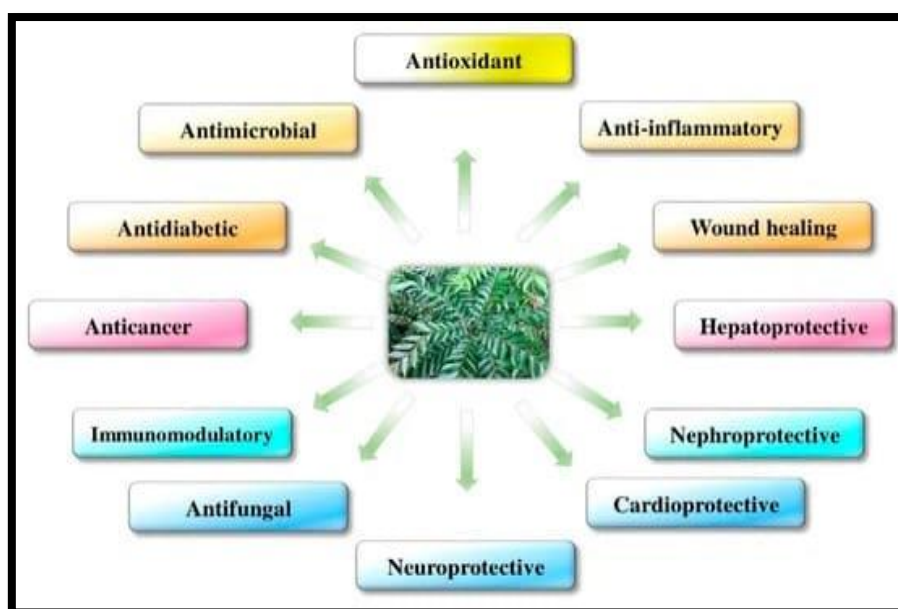 Antioxidant
Antimicrobial
Anti-inflammatory
Antidiabetic
Wound healing
Anticancer
Hepatoprotective
Immunomodulatory
Nephroprotective
Antifungal
Cardioprotective
Neuroprotective